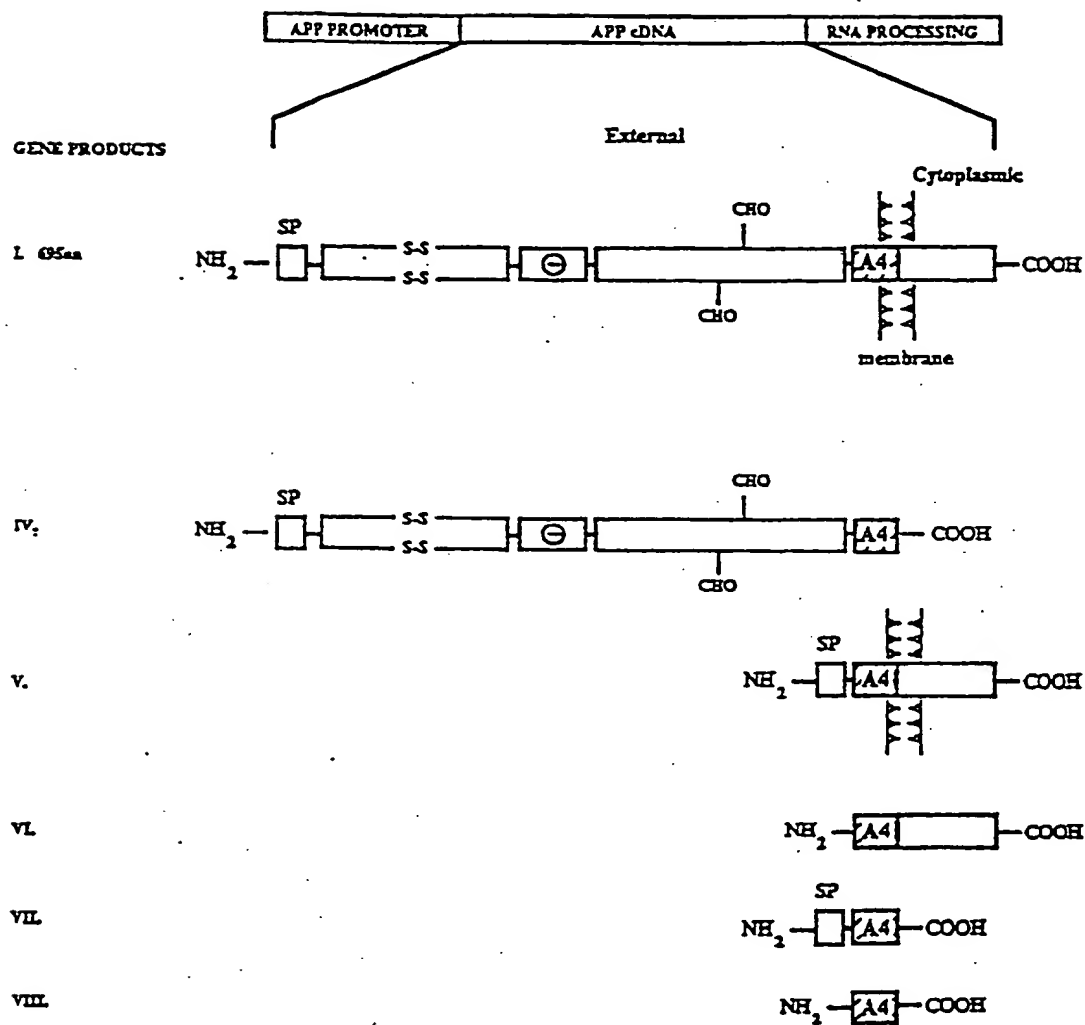 APP PROMOTER APP cDNA RNA PROCESSING
GENE PRODUCTS
External
Cytoplasmic
I. 695aa
NH2 SP S-S S-S ⊖ CHO CHO A4 COOH
membrane
IV.
NH2 SP S-S S-S ⊖ CHO CHO A4 COOH
V.
NH2 SP A4 COOH
VI.
NH2 A4 COOH
VII.
NH2 SP A4 COOH
VIII.
NH2 A4 COOH